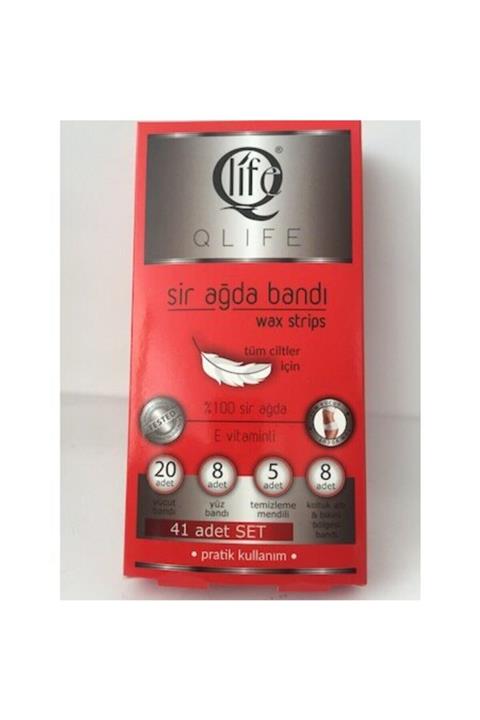 Qlife®
QLIFE
sir ağda bandı
wax strips
tüm ciltler
için
%100 sir ağda
E vitaminli
TESTED
20 adet
8 adet
5 adet
8 adet
vücut bandı
yüz bandı
temizleme mendili
koltuk altı & bikini bölgesi bandı
41 adet SET
• pratik kullanım •